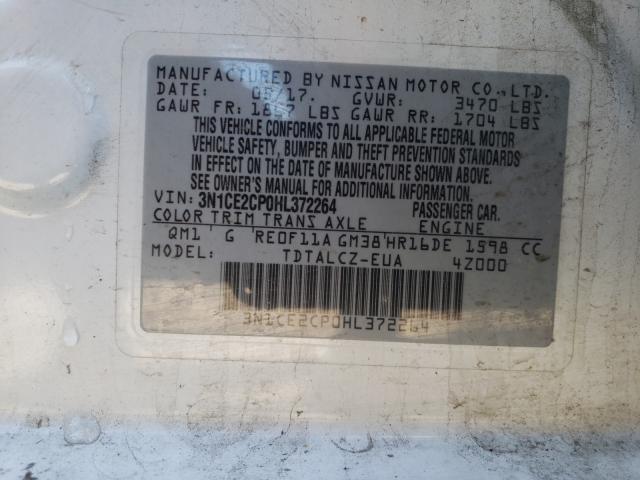 MANUFACTURED BY NISSAN MOTOR CO., LTD.
DATE: 05/17. GVWR: 3470 LBS
GAWR FR: 1867 LBS GAWR RR: 1704 LBS
THIS VEHICLE CONFORMS TO ALL APPLICABLE FEDERAL MOTOR
VEHICLE SAFETY, BUMPER AND THEFT PREVENTION STANDARDS
IN EFFECT ON THE DATE OF MANUFACTURE SHOWN ABOVE.
SEE OWNER'S MANUAL FOR ADDITIONAL INFORMATION.
VIN: 3N1CE2CP0HL372264 PASSENGER CAR.
COLOR TRIM TRANS AXLE ENGINE
QM1 ' G ' RE0F11A GM38 ' HR16DE 1598 CC
MODEL: TDTALCZ-EUA 4Z000
3N1CE2CP0HL372264